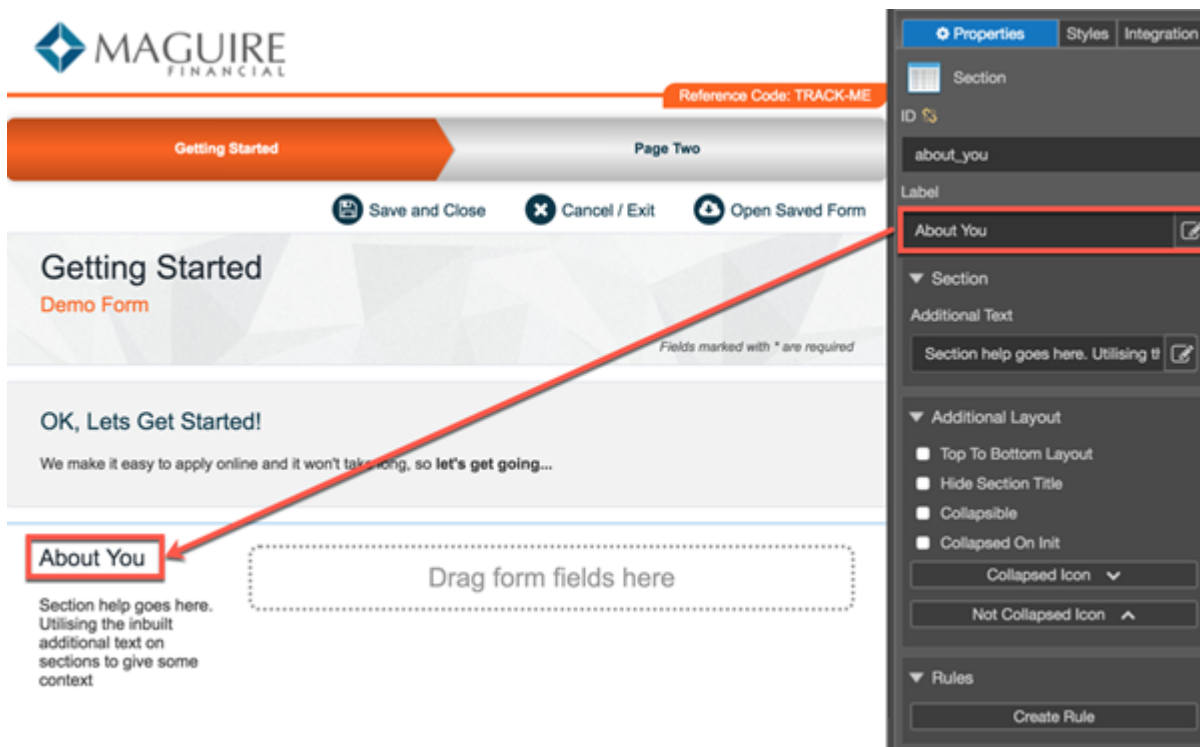 MAGUIRE
FINANCIAL
Reference Code: TRACK-ME
Getting Started
Page Two
Save and Close
Cancel / Exit
Open Saved Form
Getting Started
Demo Form
Fields marked with * are required
OK, Lets Get Started!
We make it easy to apply online and it won't take long, so let's get going...
About You
Section help goes here.
Utilising the inbuilt
additional text on
sections to give some
context
Drag form fields here
Properties
Styles
Integration
Section
ID
about_you
Label
About You
Section
Additional Text
Section help goes here. Utilising th
Additional Layout
Top To Bottom Layout
Hide Section Title
Collapsible
Collapsed On Init
Collapsed Icon
Not Collapsed Icon
Rules
Create Rule